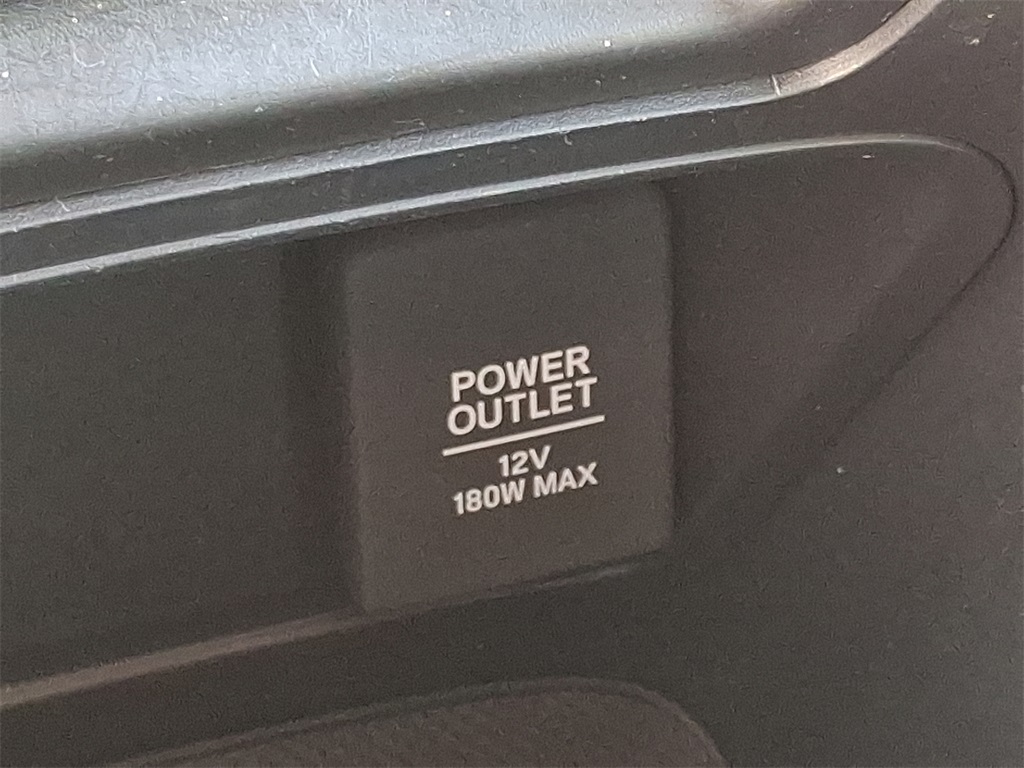 POWER
OUTLET
12V
180W MAX